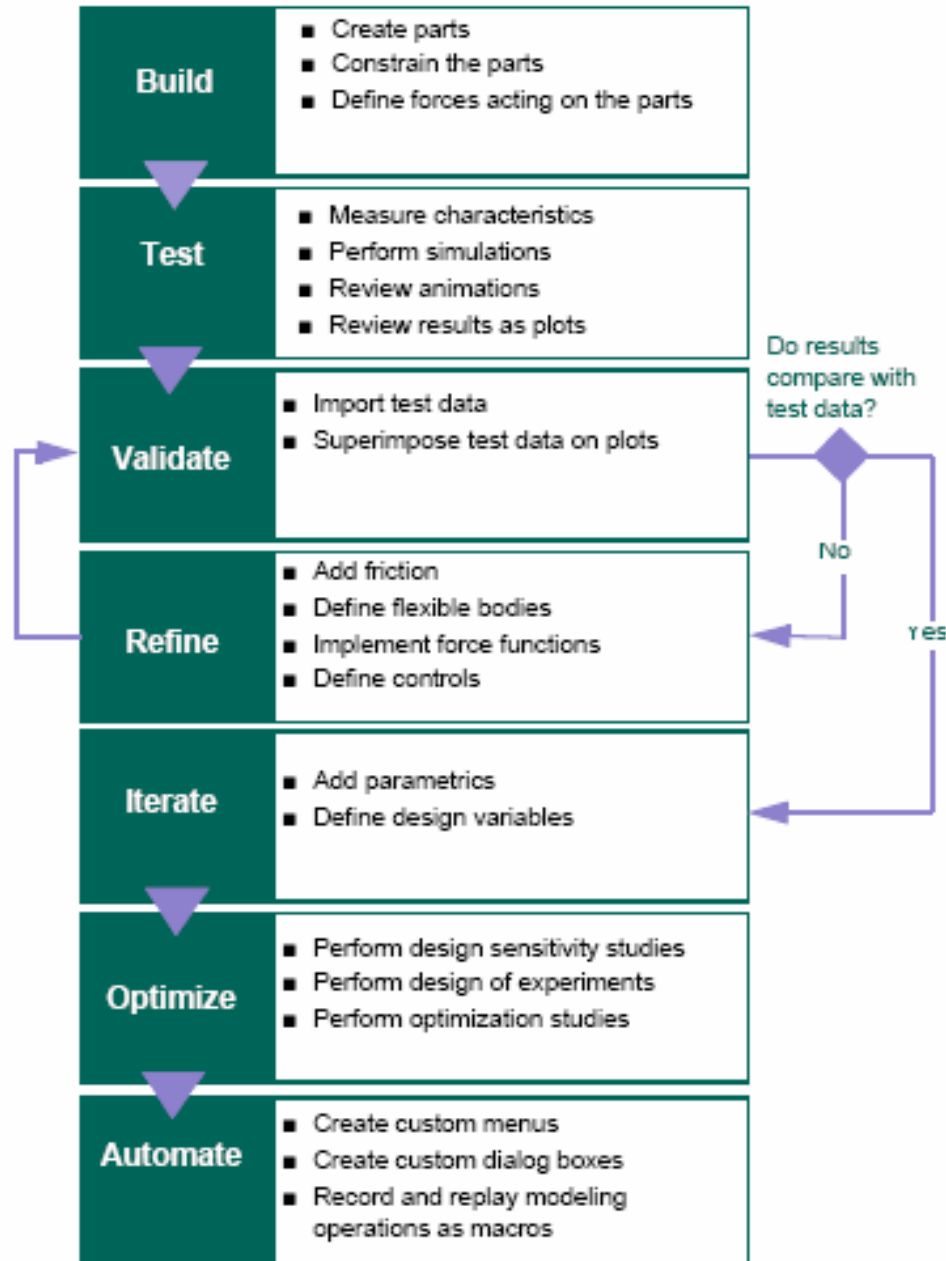 Build
■ Create parts
■ Constrain the parts
■ Define forces acting on the parts
Test
■ Measure characteristics
■ Perform simulations
■ Review animations
■ Review results as plots
Do results
compare with
test data?
Validate
■ Import test data
■ Superimpose test data on plots
No
Yes
Refine
■ Add friction
■ Define flexible bodies
■ Implement force functions
■ Define controls
Iterate
■ Add parametrics
■ Define design variables
Optimize
■ Perform design sensitivity studies
■ Perform design of experiments
■ Perform optimization studies
Automate
■ Create custom menus
■ Create custom dialog boxes
■ Record and replay modeling
operations as macros